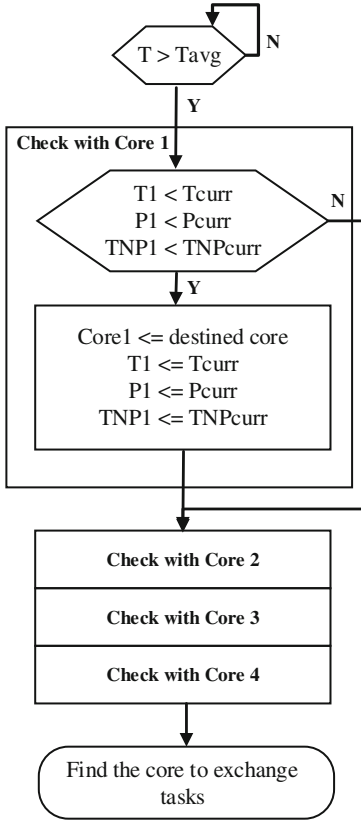 T > Tavg
N
Y
Check with Core 1
T1 < Tcurr
P1 < Pcurr
TNP1 < TNPcurr
N
Y
Core1 <= destined core
T1 <= Tcurr
P1 <= Pcurr
TNP1 <= TNPcurr
Check with Core 2
Check with Core 3
Check with Core 4
Find the core to exchange
tasks